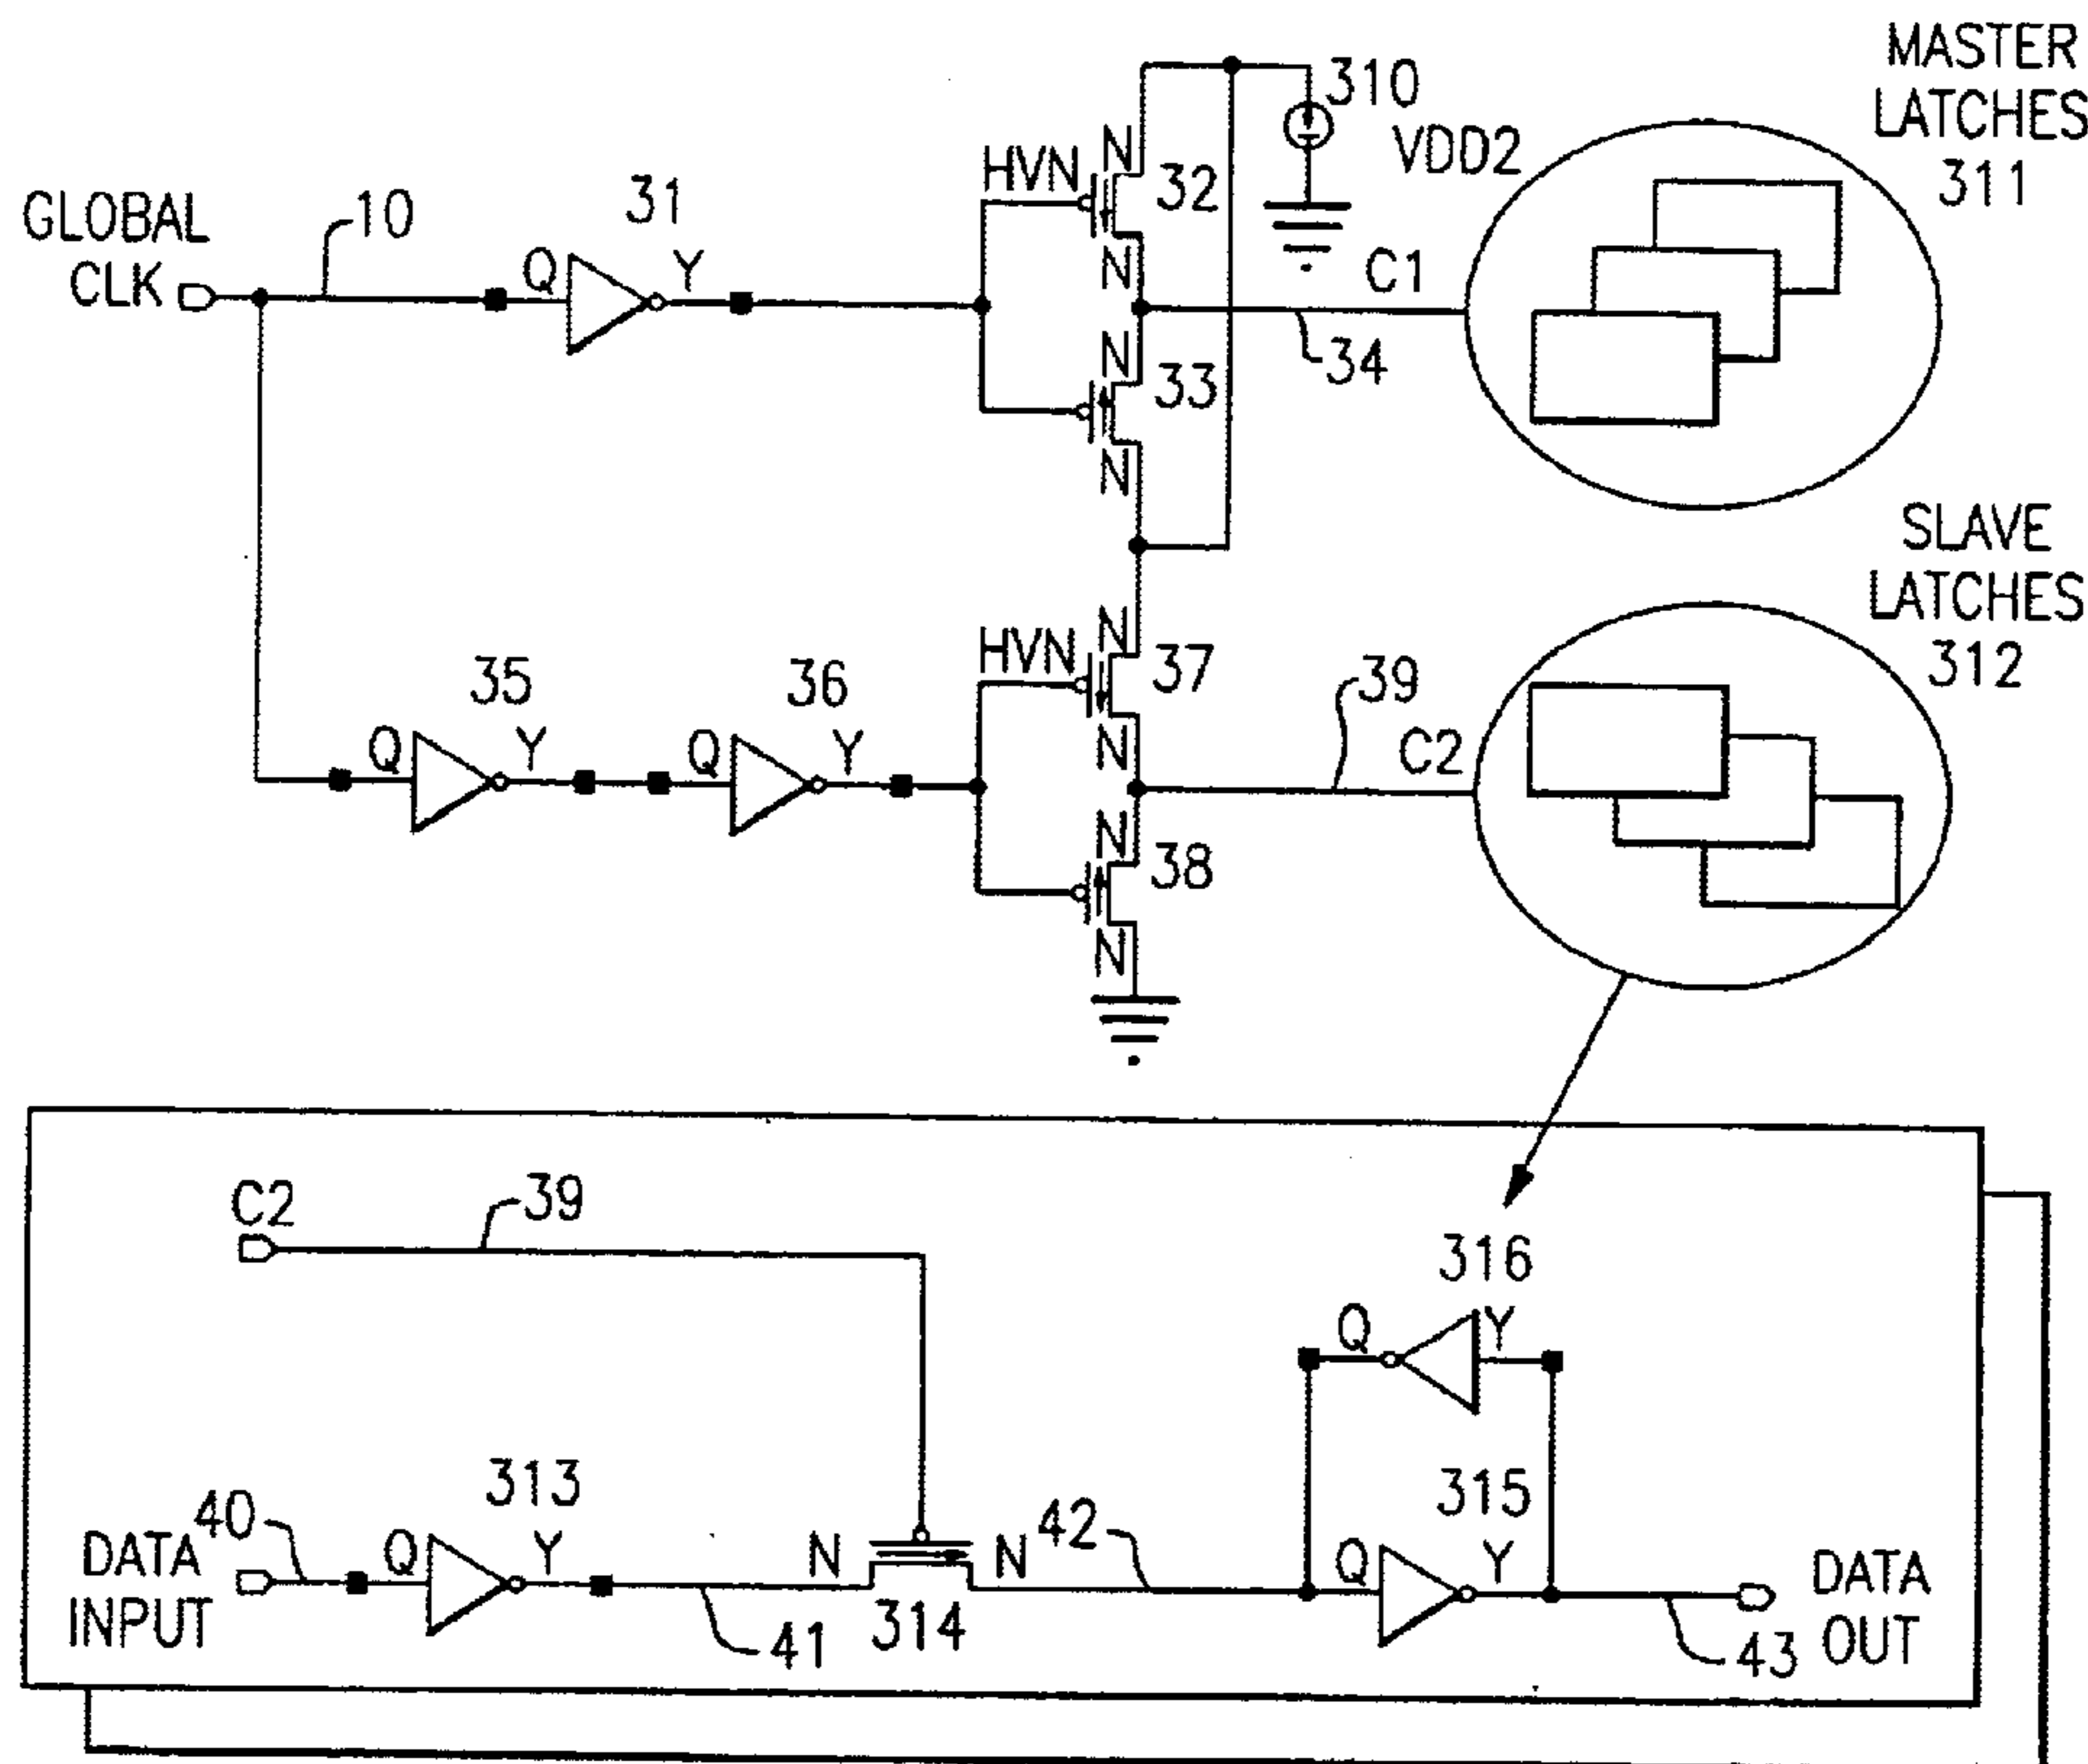 MASTER
LATCHES
311
310
VDD2
GLOBAL
CLK
10
31
Q
Y
HVN
N
32
N
C1
34
N
33
N
SLAVE
LATCHES
312
35
Q
Y
36
Q
Y
HVN
N
37
N
39
C2
N
38
N
C2
39
316
Q
Y
DATA
INPUT
40
313
Q
Y
41
N
N
314
42
315
Q
Y
43
DATA
OUT